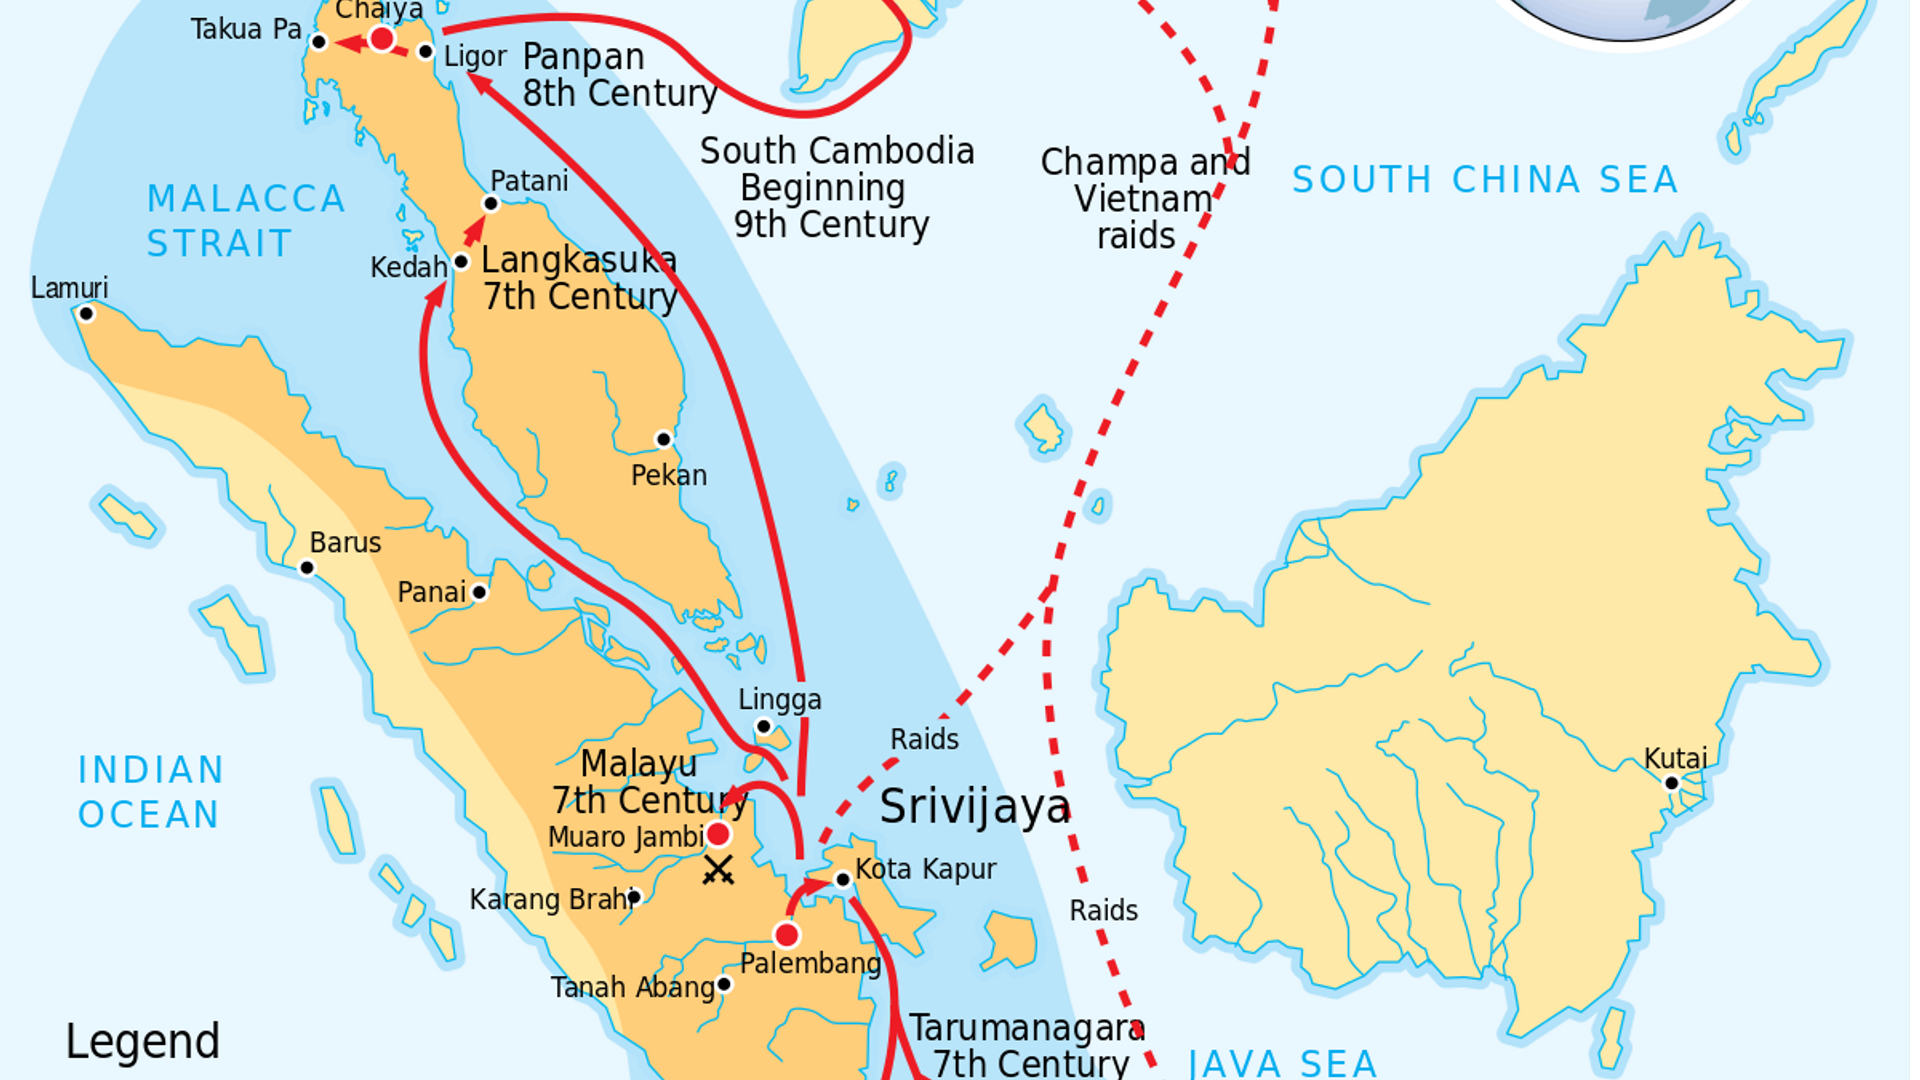 Chaiya
Takua Pa
Ligor
Panpan
8th Century
South Cambodia
Beginning
9th Century
Champa and
Vietnam
raids
SOUTH CHINA SEA
MALACCA
STRAIT
Patani
Kedah
Langkasuka
7th Century
Lamuri
Pekan
Barus
Panai
Lingga
Raids
INDIAN
OCEAN
Malayu
7th Century
Srivijaya
Kutai
Muaro Jambi
Kota Kapur
Karang Brahi
Raids
Palembang
Tanah Abang
Legend
Tarumanagara
7th Century
JAVA SEA